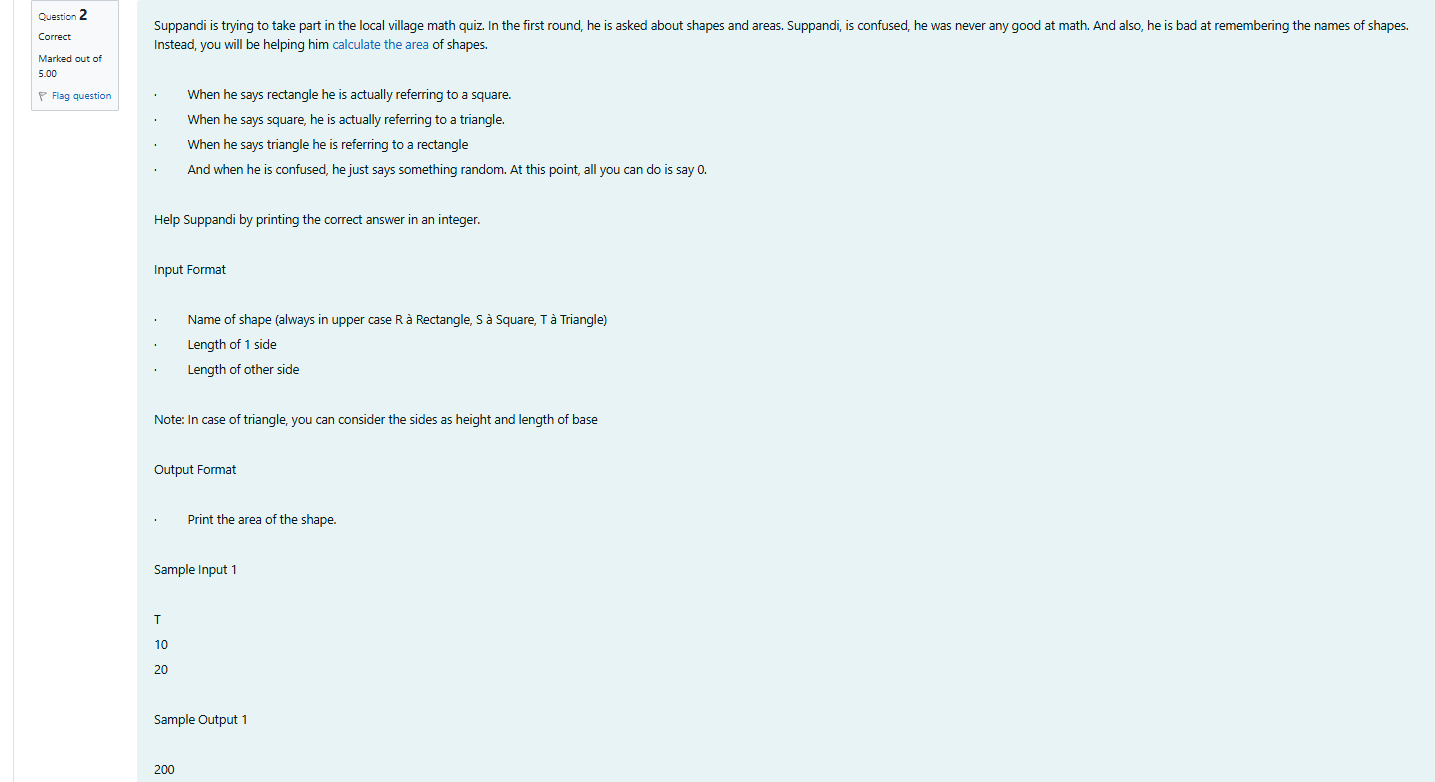 Question 2
Correct
Marked out of
5.00
Flag question
Suppandi is trying to take part in the local village math quiz. In the first round, he is asked about shapes and areas. Suppandi, is confused, he was never any good at math. And also, he is bad at remembering the names of shapes.
Instead, you will be helping him calculate the area of shapes.
· When he says rectangle he is actually referring to a square.
· When he says square, he is actually referring to a triangle.
· When he says triangle he is referring to a rectangle
· And when he is confused, he just says something random. At this point, all you can do is say 0.
Help Suppandi by printing the correct answer in an integer.
Input Format
· Name of shape (always in upper case R à Rectangle, S à Square, T à Triangle)
· Length of 1 side
· Length of other side
Note: In case of triangle, you can consider the sides as height and length of base
Output Format
· Print the area of the shape.
Sample Input 1
T
10
20
Sample Output 1
200